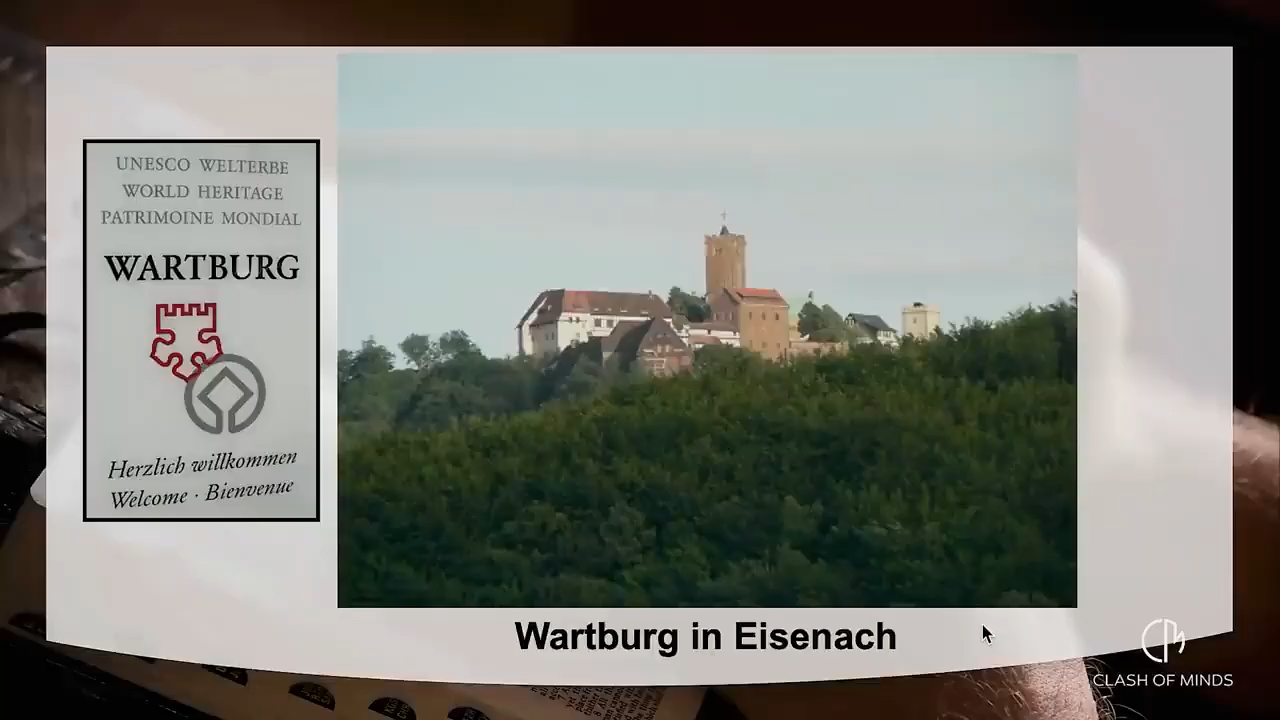 UNESCO WELTERBE
WORLD HERITAGE
PATRIMOINE MONDIAL
WARTBURG
Herzlich willkommen
Welcome · Bienvenue
Wartburg in Eisenach
CLASH OF MINDS